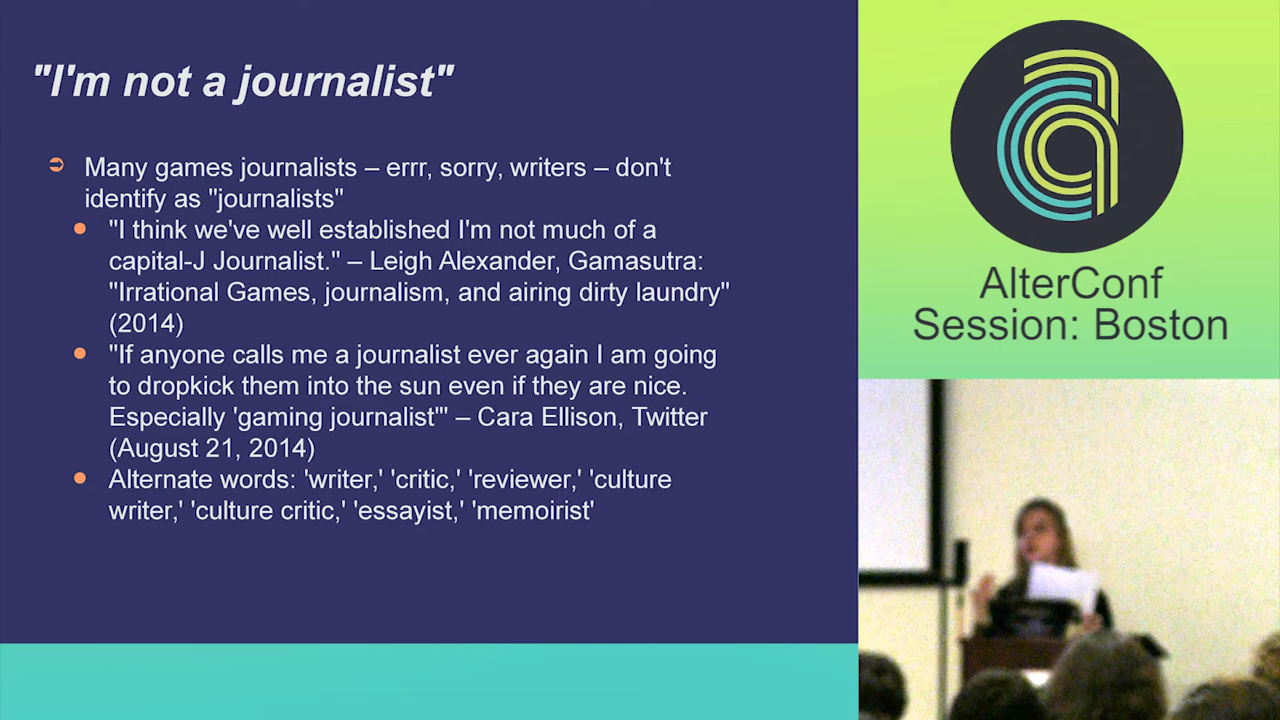 "I'm not a journalist"
Many games journalists – errr, sorry, writers – don't
identify as "journalists"
"I think we've well established I'm not much of a
capital-J Journalist." – Leigh Alexander, Gamasutra:
"Irrational Games, journalism, and airing dirty laundry"
(2014)
"If anyone calls me a journalist ever again I am going
to dropkick them into the sun even if they are nice.
Especially 'gaming journalist'" – Cara Ellison, Twitter
(August 21, 2014)
Alternate words: 'writer,' 'critic,' 'reviewer,' 'culture
writer,' 'culture critic,' 'essayist,' 'memoirist'
AlterConf
Session: Boston